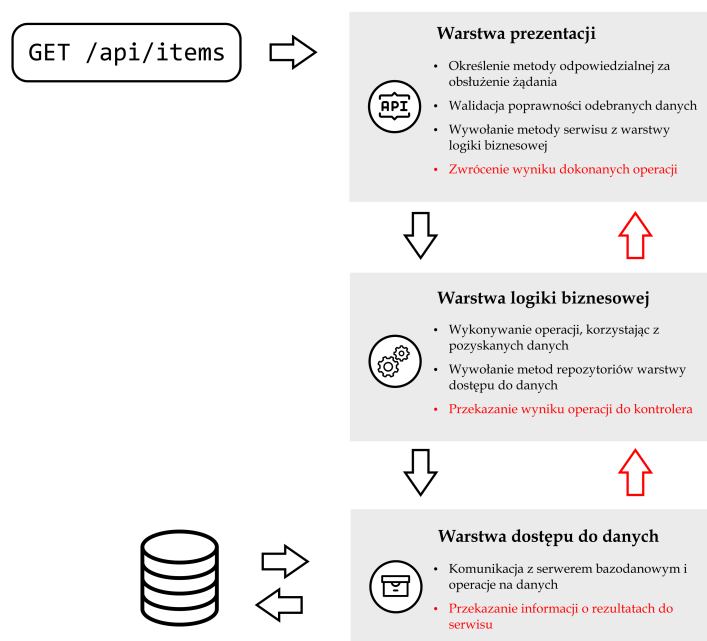 GET /api/items
Warstwa prezentacji
API
• Określenie metody odpowiedzialnej za
obsłużenie żądania
• Walidacja poprawności odebranych danych
• Wywołanie metody serwisu z warstwy
logiki biznesowej
• Zwrócenie wyniku dokonanych operacji
Warstwa logiki biznesowej
• Wykonywanie operacji, korzystając z
pozyskanych danych
• Wywołanie metod repozytoriów warstwy
dostępu do danych
• Przekazanie wyniku operacji do kontrolera
Warstwa dostępu do danych
• Komunikacja z serwerem bazodanowym i
operacje na danych
• Przekazanie informacji o rezultatach do
serwisu